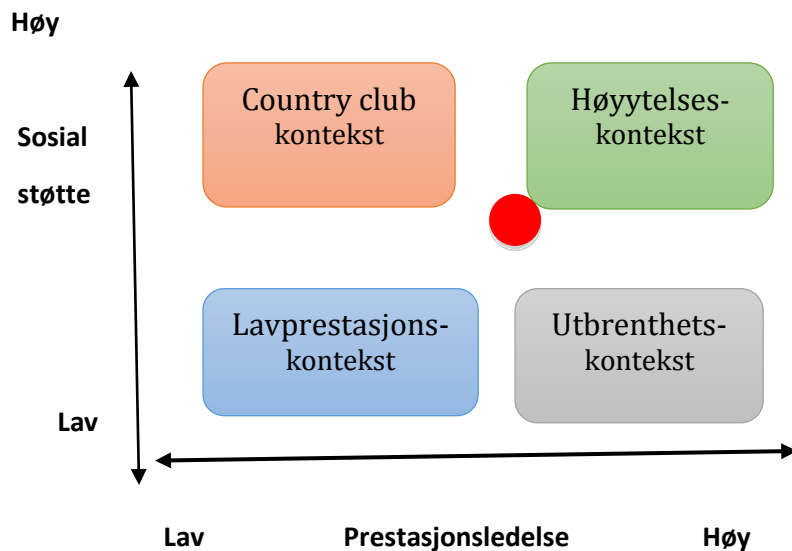 Høy
Country club
kontekst
Høyytelses-
kontekst
Sosial
støtte
Lavprestasjons-
kontekst
Utbrenthets-
kontekst
Lav
Lav
Prestasjonsledelse
Høy